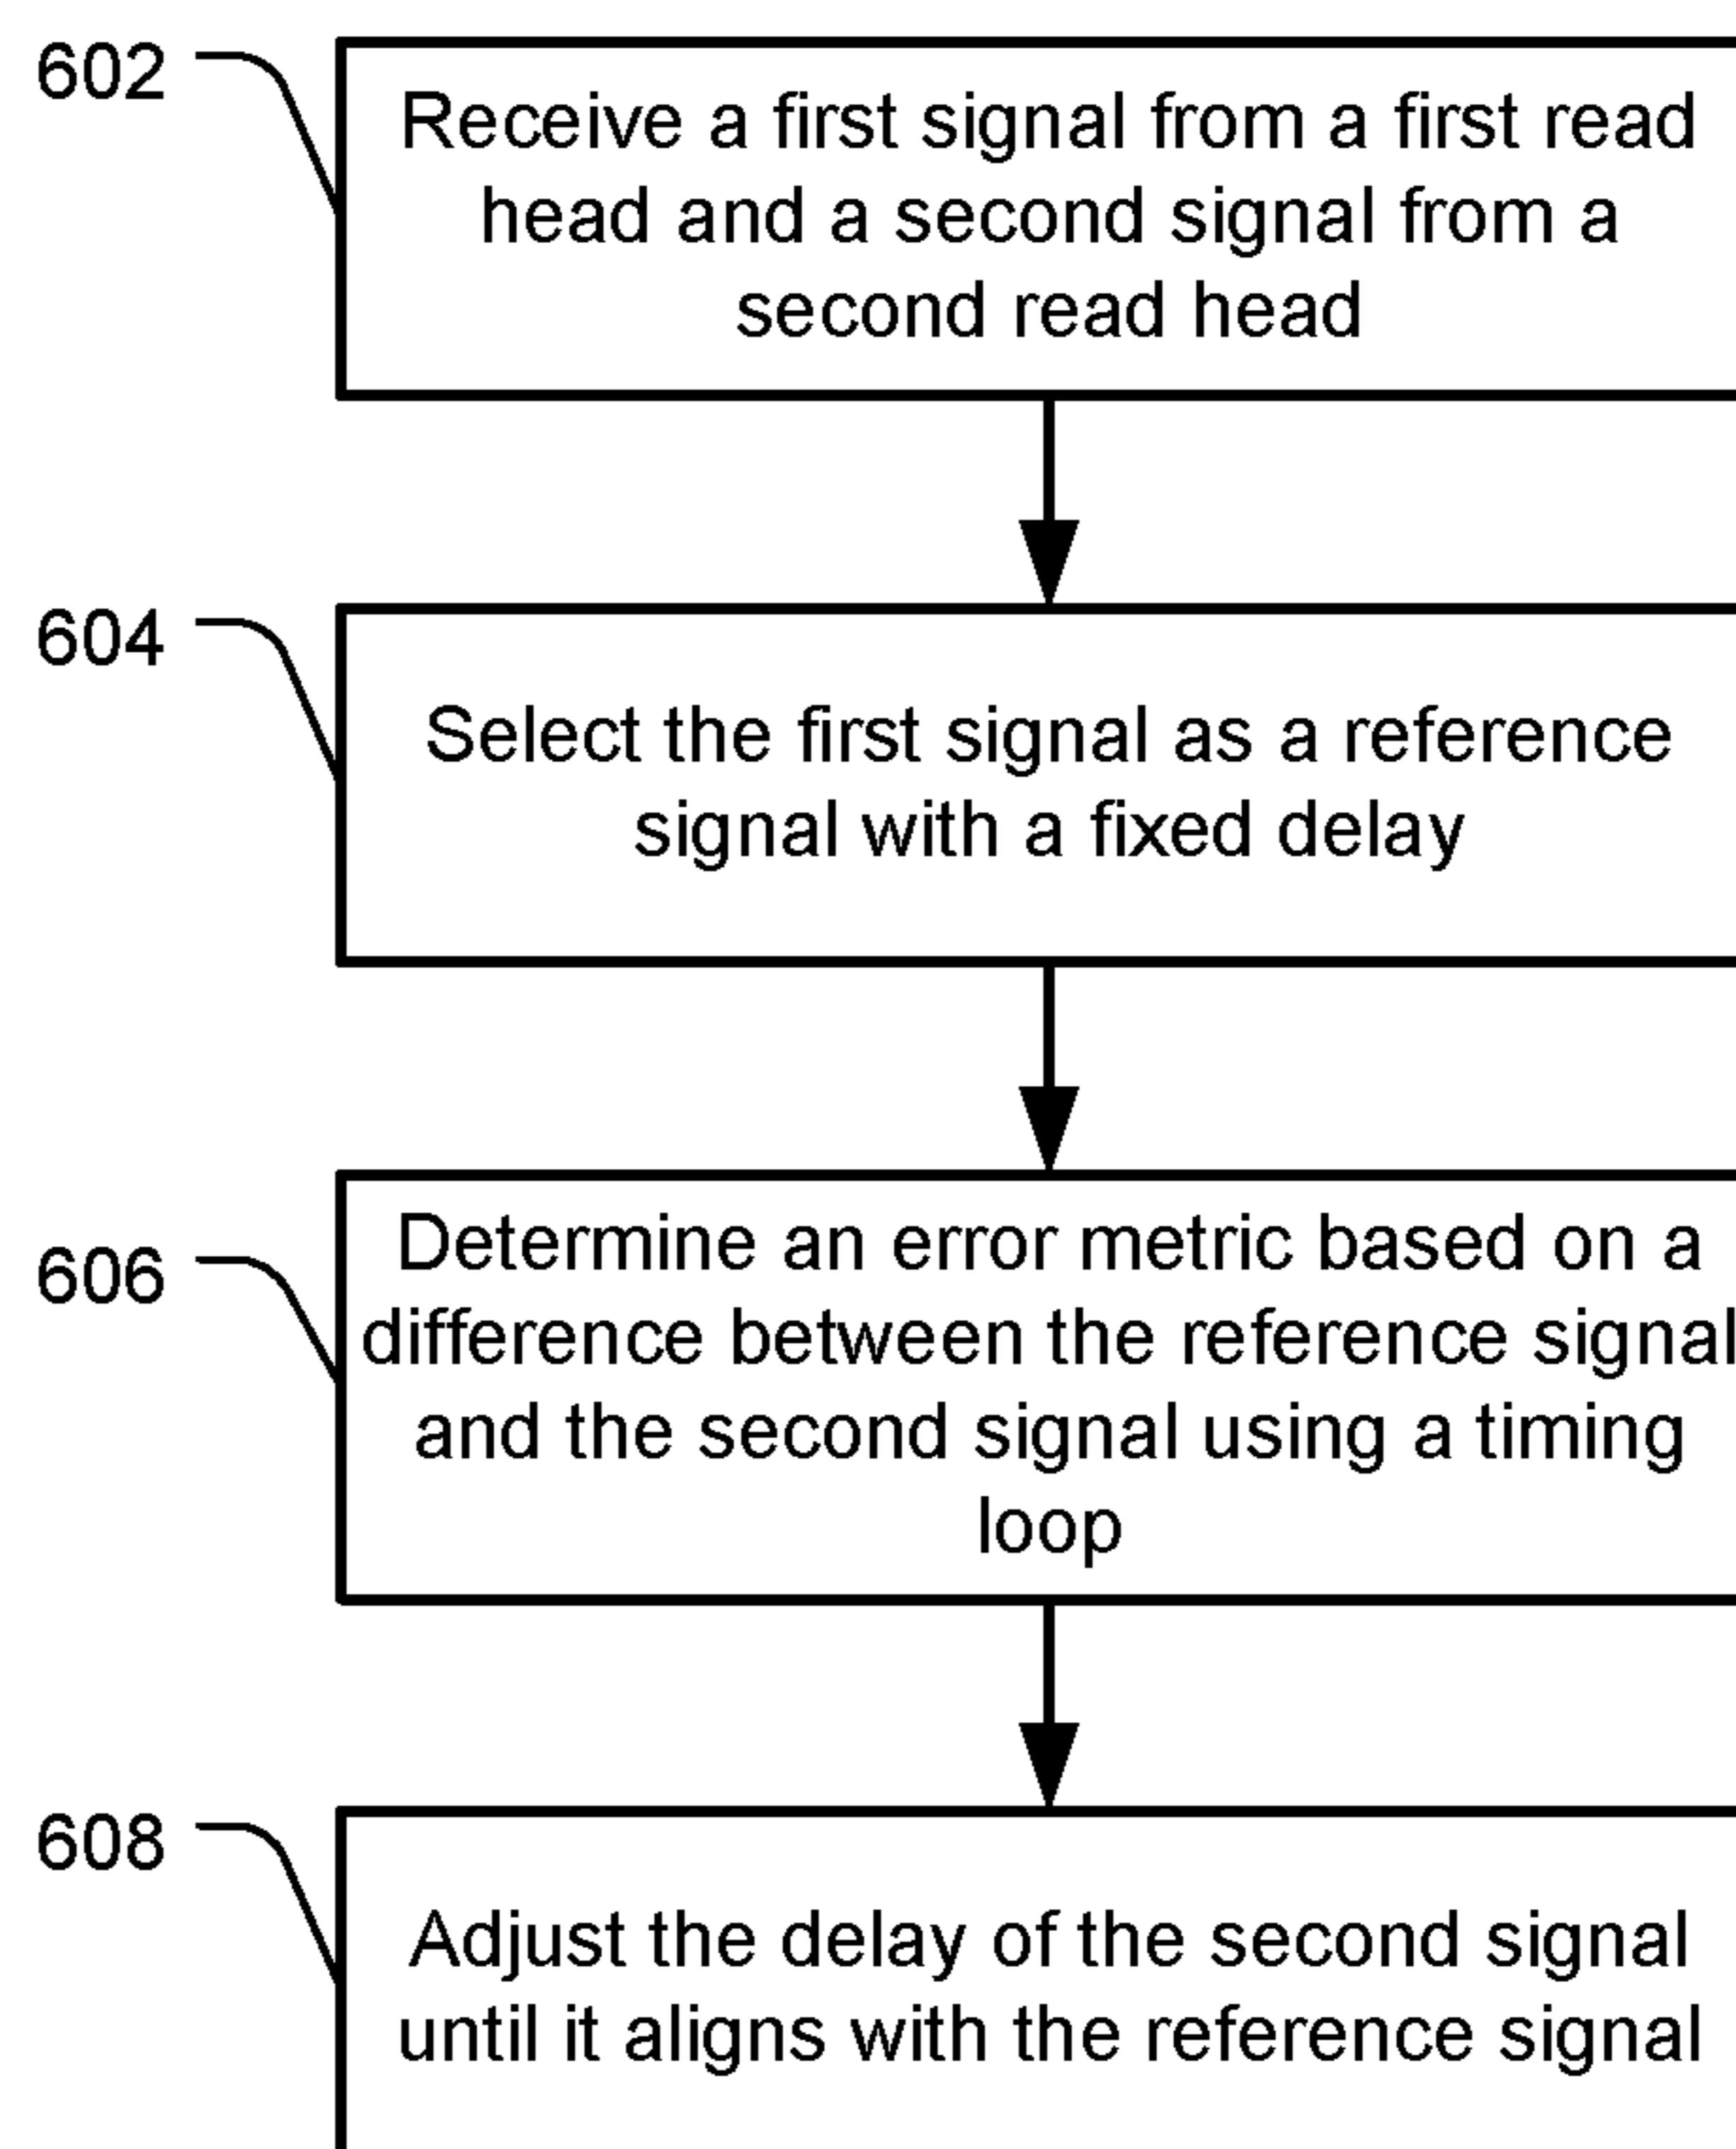 602
Receive a first signal from a first read
head and a second signal from a
second read head
604
Select the first signal as a reference
signal with a fixed delay
606
Determine an error metric based on a
difference between the reference signal
and the second signal using a timing
loop
608
Adjust the delay of the second signal
until it aligns with the reference signal